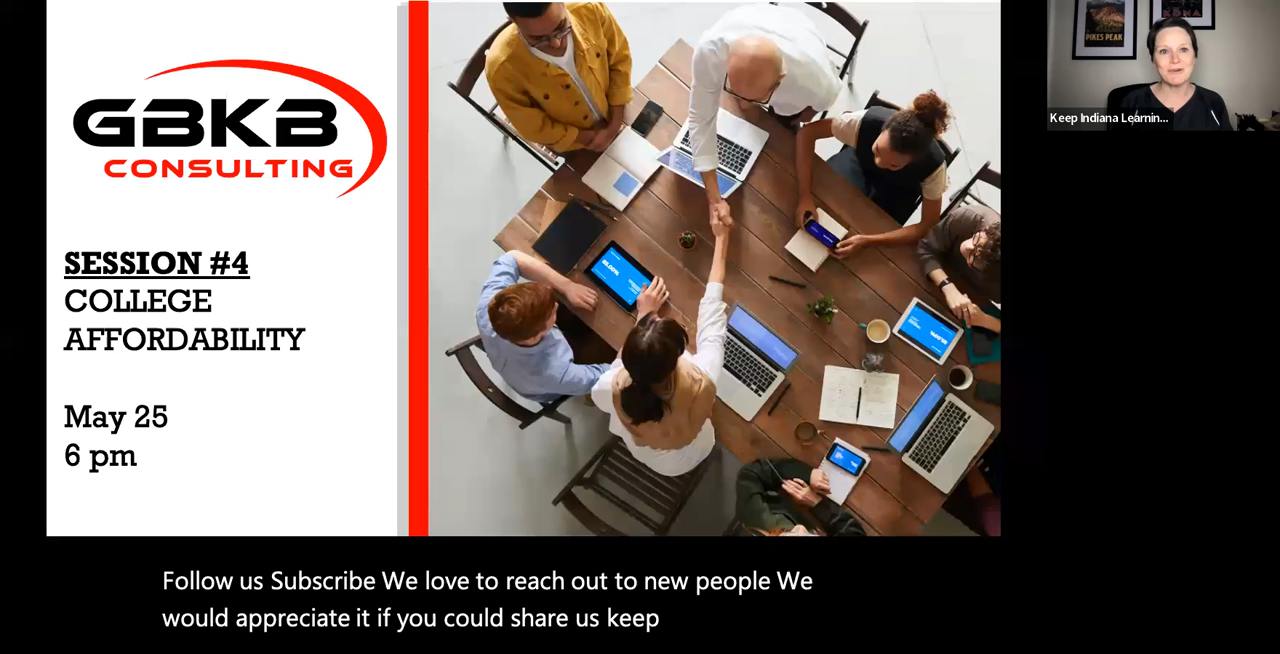 GBKB
CONSULTING
SESSION #4
COLLEGE
AFFORDABILITY
May 25
6 pm
PIKES PEAK
Keep Indiana Learnin...
Follow us Subscribe We love to reach out to new people We
would appreciate it if you could share us keep